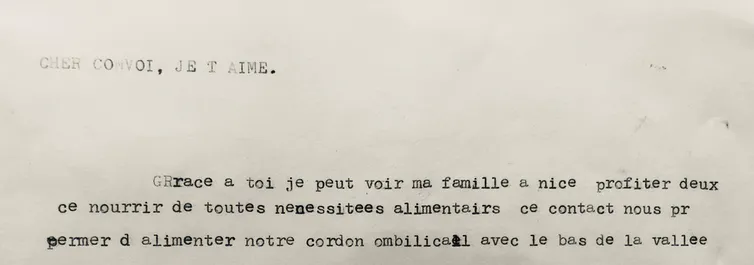 CHER CONVOI, JE T AIME.
GRrace a toi je peut voir ma famille a nice profiter deux
ce nourrir de toutes nenessitees alimentairs ce contact nous pr
permer d alimenter notre cordon ombilicall avec le bas de la vallee